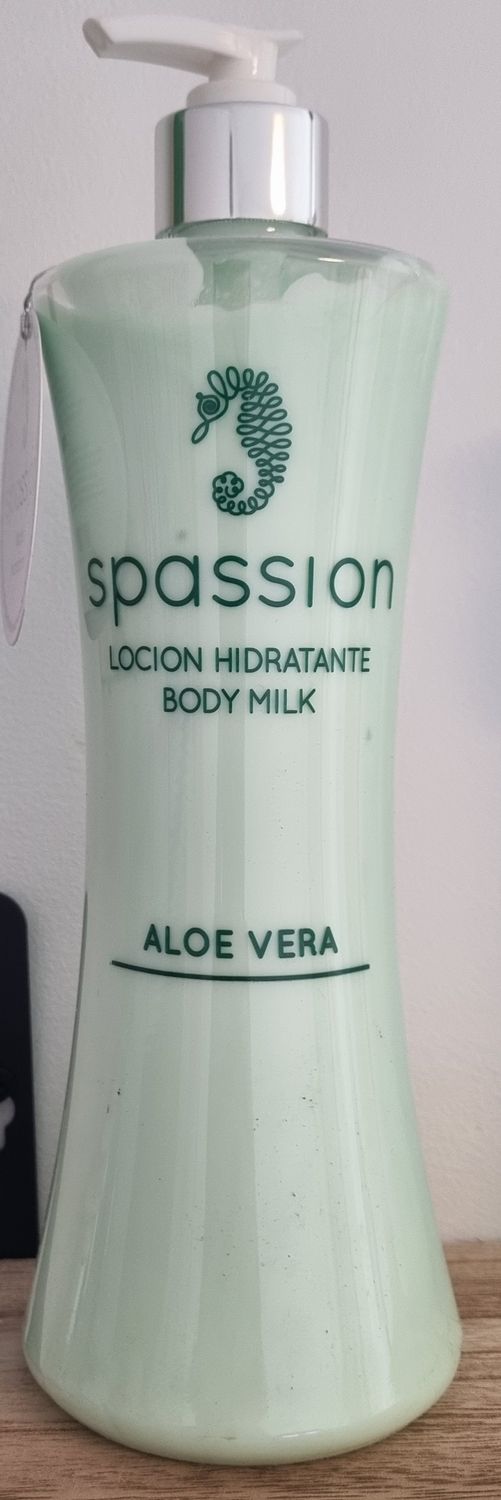 spassion
LOCION HIDRATANTE
BODY MILK
ALOE VERA